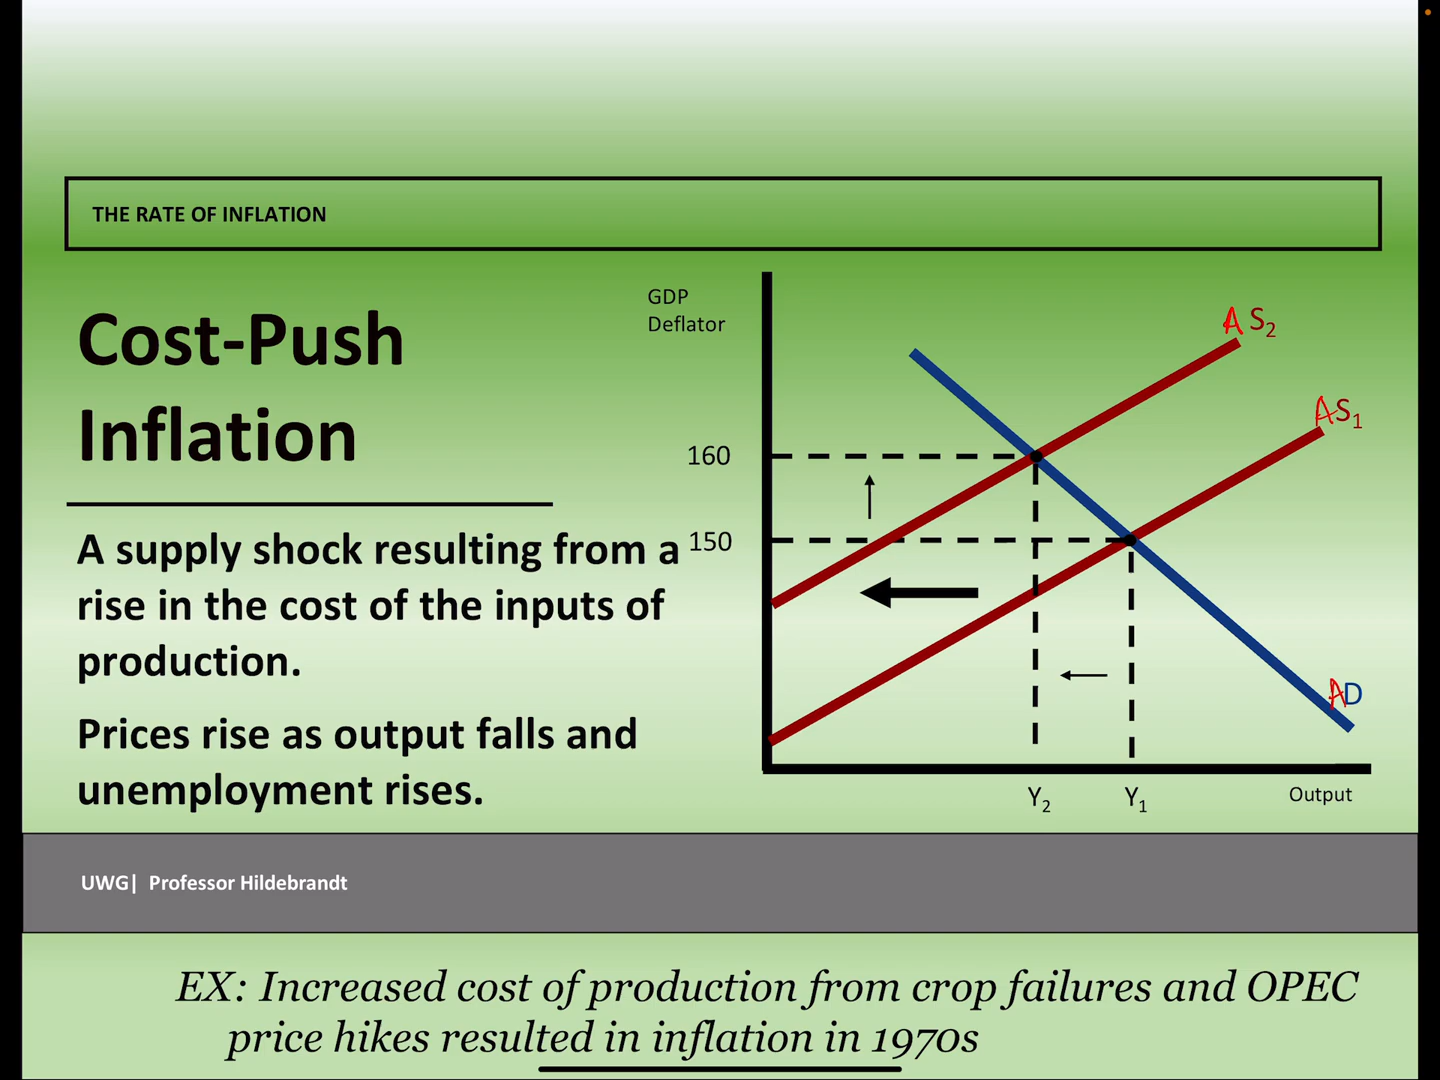 THE RATE OF INFLATION
Cost-Push
Inflation
A supply shock resulting from a
rise in the cost of the inputs of
production.
Prices rise as output falls and
unemployment rises.
GDP
Deflator
AS₂
AS₁
160
150
AD
Y₂
Y₁
Output
UWG| Professor Hildebrandt
EX: Increased cost of production from crop failures and OPEC
price hikes resulted in inflation in 1970s